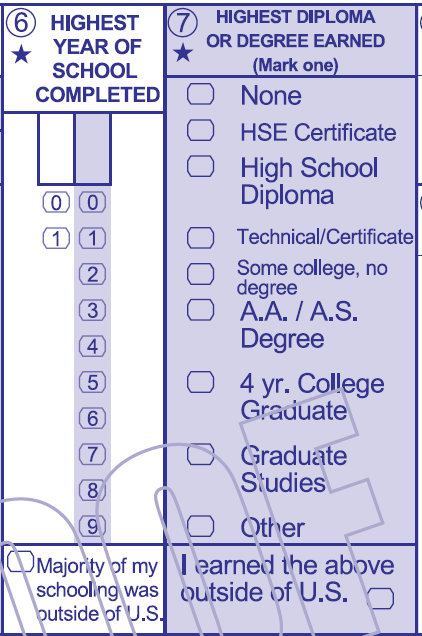 6 HIGHEST
★ YEAR OF
SCHOOL
COMPLETED
0 0
1 1
2
3
4
5
6
7
8
9
Majority of my
schooling was
outside of U.S.
7 HIGHEST DIPLOMA
★ OR DEGREE EARNED
(Mark one)
None
HSE Certificate
High School
Diploma
Technical/Certificate
Some college, no
degree
A.A. / A.S.
Degree
4 yr. College
Graduate
Graduate
Studies
Other
I earned the above
outside of U.S.